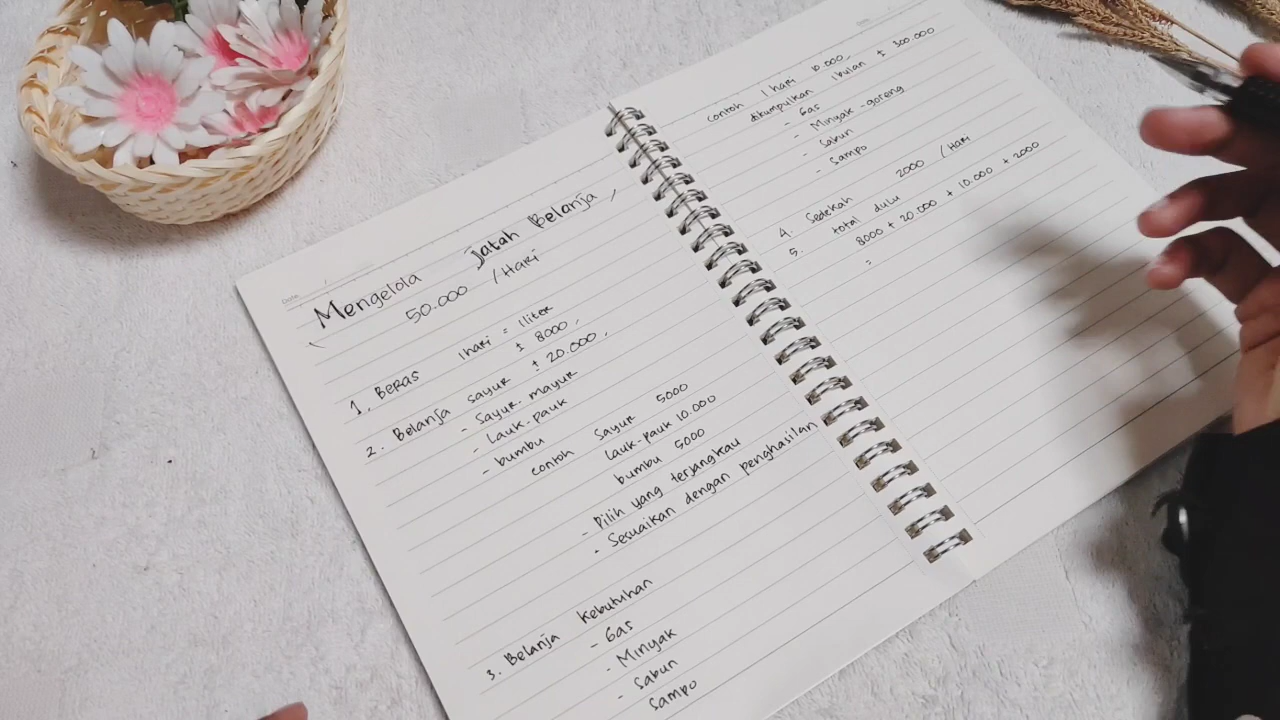 Date
Mengelola Jatah Belanja
50.000 / Hari
1. Beras 1hari = 1liter
± 8000,
2. Belanja sayur ± 20.000,
- Sayur-mayur
- Lauk-pauk
- bumbu
contoh Sayur 5000
Lauk-pauk 10.000
bumbu 5000
- Pilih yang terjangkau
- Sesuaikan dengan penghasilan
3. Belanja Kebutuhan
- Gas
- Minyak
- Sabun
Sampo
Date
contoh 1 hari 10.000,
dikumpulkan 1bulan ± 300.000
- Gas
- Minyak-goreng
- Sabun
- Sampo
4. Sedekah 2000 / Hari
5. total dulu
8000 + 20.000 + 10.000 + 2000
=